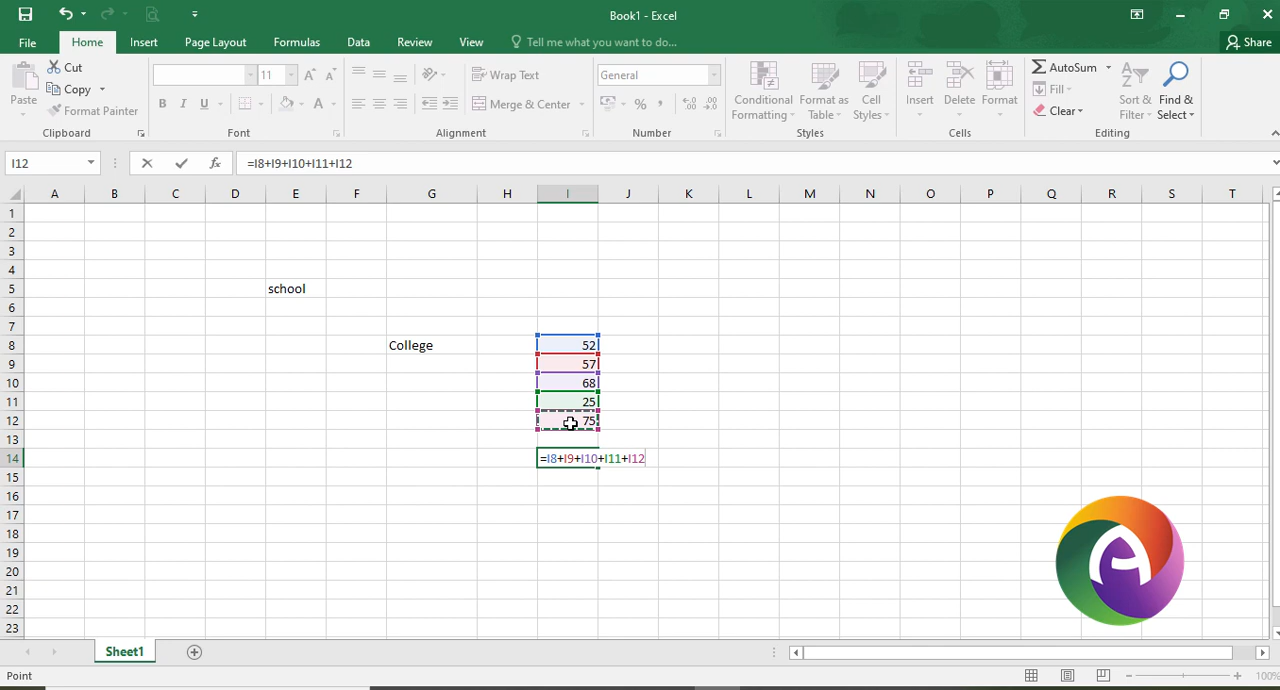 Book1 - Excel
File Home Insert Page Layout Formulas Data Review View Tell me what you want to do... Share
Paste
Cut
Copy
Format Painter
Clipboard
11 A A
B I U A
Font
Wrap Text
Merge & Center
Alignment
General
%
Number
Conditional Formatting
Format as Table
Cell Styles
Styles
Insert Delete Format
Cells
AutoSum
Fill
Clear
Sort & Filter
Find & Select
Editing
I12 fx =I8+I9+I10+I11+I12
A B C D E F G H I J K L M N O P Q R S T
1
2
3
4
5 school
6
7
8 College 52
9 57
10 68
11 25
12 75
13
14 =I8+I9+I10+I11+I12
15
16
17
18
19
20
21
22
23
A
Sheet1
Point 100%